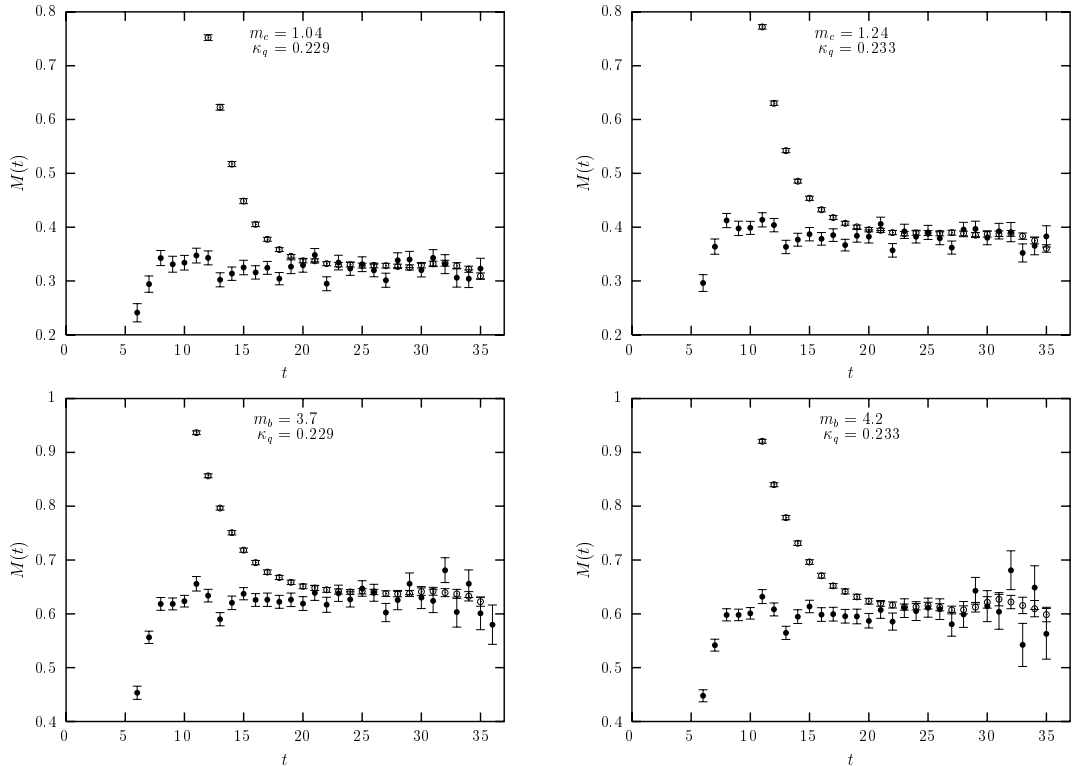 0.8
0.7
0.6
0.5
0.4
0.3
0.2
M(t)
m_c = 1.04
κ_q = 0.229
0 5 10 15 20 25 30 35
t
0.8
0.7
0.6
0.5
0.4
0.3
0.2
M(t)
m_c = 1.24
κ_q = 0.233
0 5 10 15 20 25 30 35
t
1
0.9
0.8
0.7
0.6
0.5
0.4
M(t)
m_b = 3.7
κ_q = 0.229
0 5 10 15 20 25 30 35
t
1
0.9
0.8
0.7
0.6
0.5
0.4
M(t)
m_b = 4.2
κ_q = 0.233
0 5 10 15 20 25 30 35
t